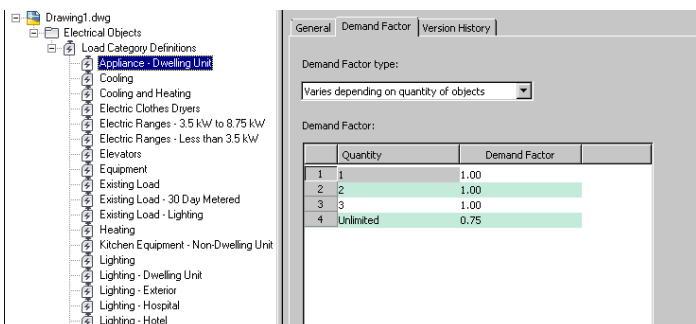 Drawing1.dwg
Electrical Objects
Load Category Definitions
Appliance - Dwelling Unit
Cooling
Cooling and Heating
Electric Clothes Dryers
Electric Ranges - 3.5 kW to 8.75 kW
Electric Ranges - Less than 3.5 kW
Elevators
Equipment
Existing Load
Existing Load - 30 Day Metered
Existing Load - Lighting
Heating
Kitchen Equipment - Non-Dwelling Unit
Lighting
Lighting - Dwelling Unit
Lighting - Exterior
Lighting - Hospital
Lighting - Hotel
General Demand Factor Version History
Demand Factor type:
Varies depending on quantity of objects
Demand Factor:
Quantity Demand Factor
1 1 1.00
2 2 1.00
3 3 1.00
4 Unlimited 0.75